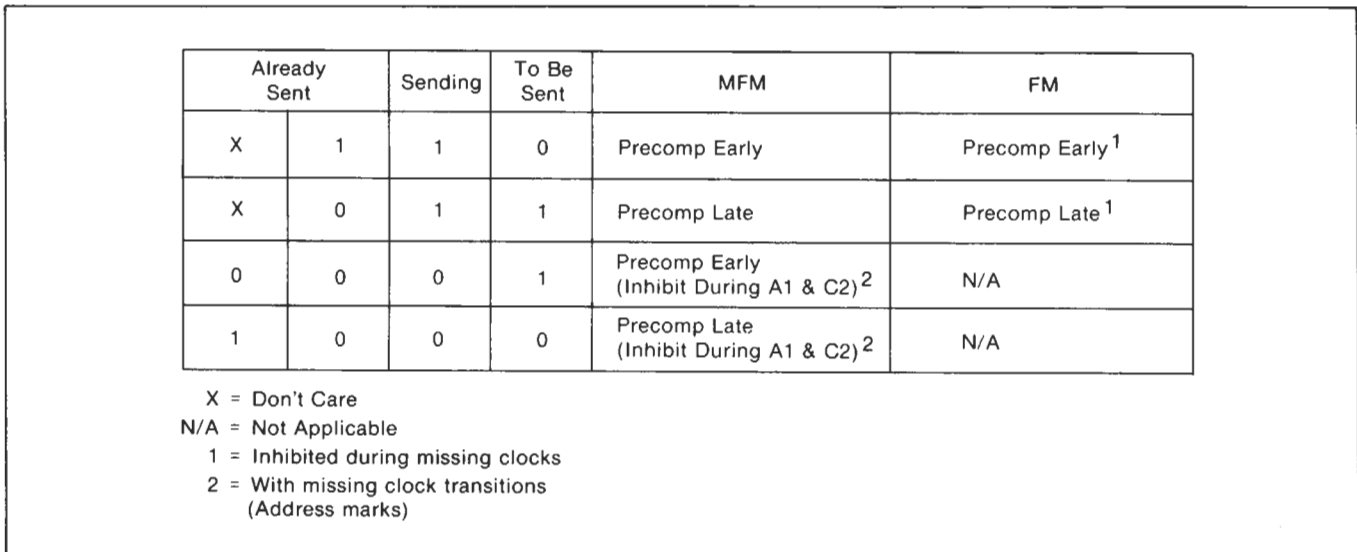 Already Sent | Sending | To Be Sent | MFM | FM
X | 1 | 1 | 0 | Precomp Early | Precomp Early 1
X | 0 | 1 | 1 | Precomp Late | Precomp Late 1
0 | 0 | 0 | 1 | Precomp Early (Inhibit During A1 & C2) 2 | N/A
1 | 0 | 0 | 0 | Precomp Late (Inhibit During A1 & C2) 2 | N/A
X = Don't Care
N/A = Not Applicable
1 = Inhibited during missing clocks
2 = With missing clock transitions
(Address marks)